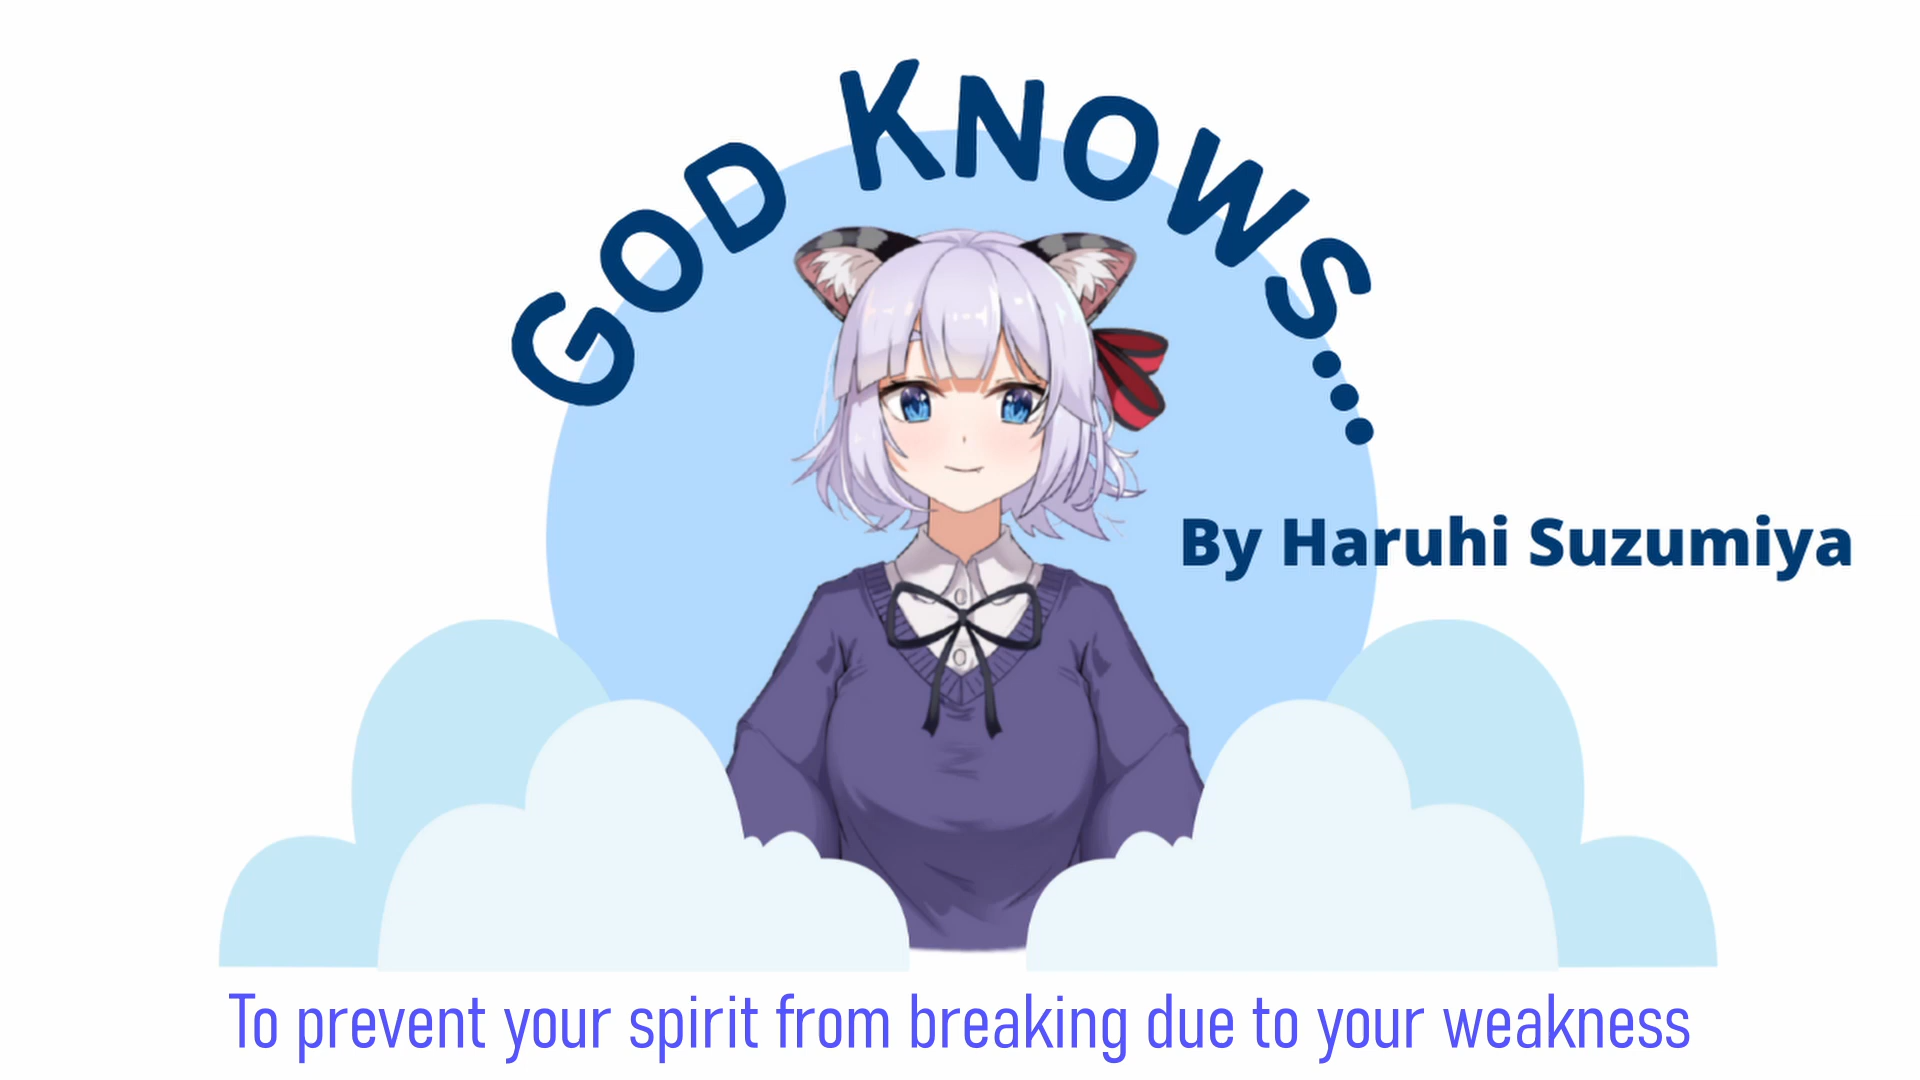 GOD KNOWS...
By Haruhi Suzumiya
To prevent your spirit from breaking due to your weakness